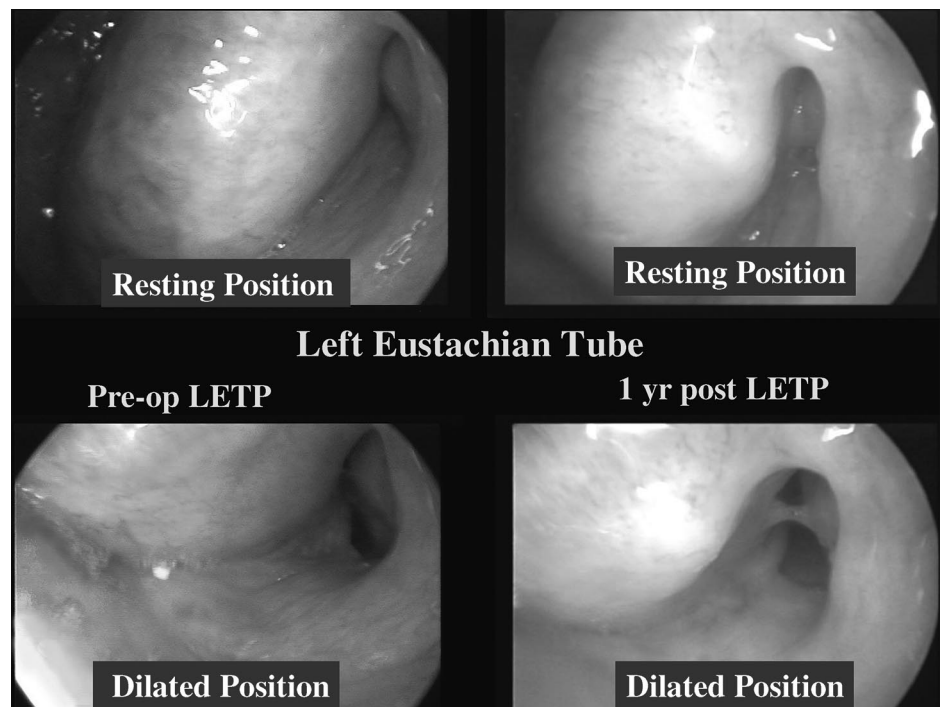 Resting Position
Resting Position
Left Eustachian Tube
Pre-op LETP
1 yr post LETP
Dilated Position
Dilated Position